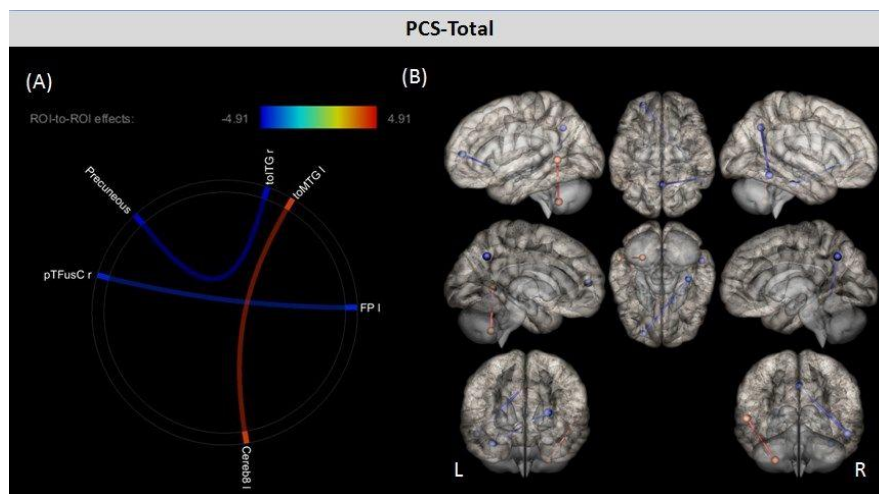 PCS-Total
(A)
(B)
ROI-to-ROI effects:
-4.91
4.91
toITG r
toMTG l
Precuneous
pTFusC r
FP l
Cereb8 l
L
R